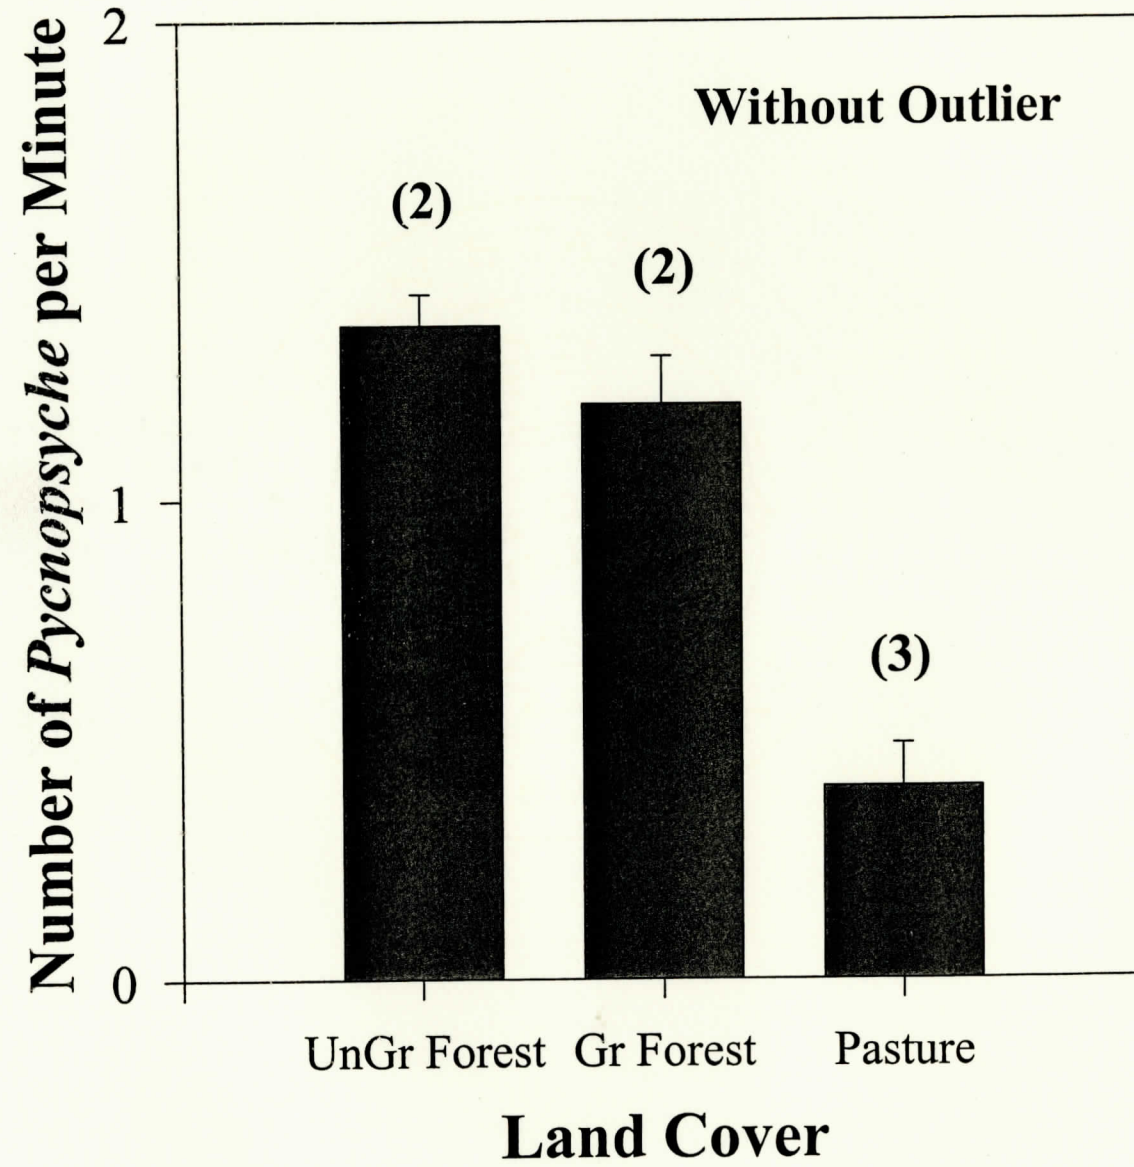 Number of Pycnopsyche per Minute
2
1
0
Without Outlier
(2)
(2)
(3)
UnGr Forest
Gr Forest
Pasture
Land Cover